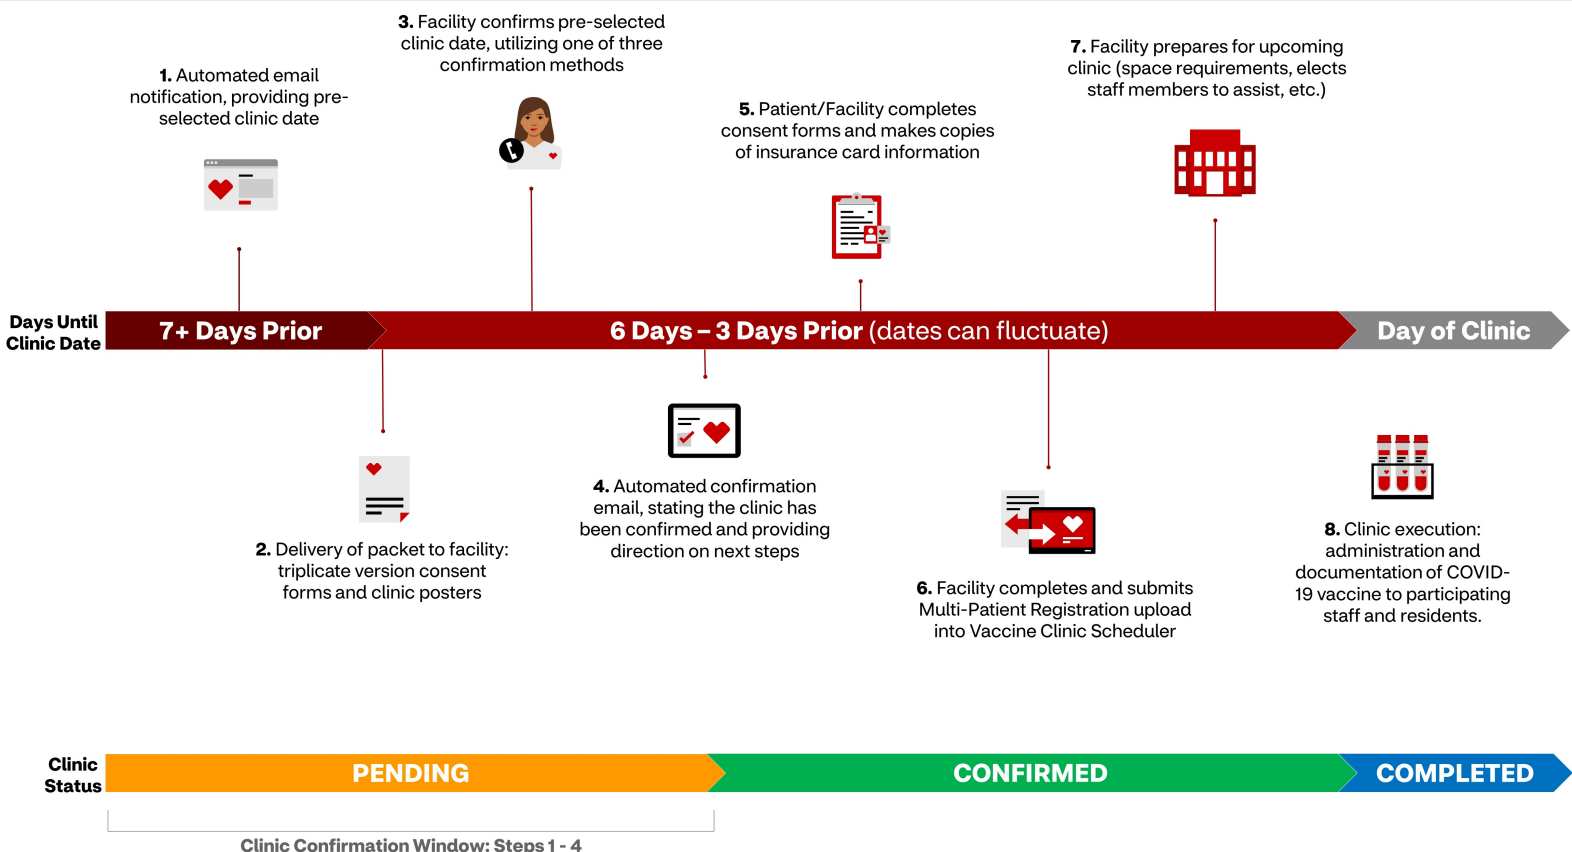 1. Automated email
notification, providing pre-
selected clinic date
3. Facility confirms pre-selected
clinic date, utilizing one of three
confirmation methods
5. Patient/Facility completes
consent forms and makes copies
of insurance card information
7. Facility prepares for upcoming
clinic (space requirements, elects
staff members to assist, etc.)
Days Until
Clinic Date
7+ Days Prior
6 Days – 3 Days Prior (dates can fluctuate)
Day of Clinic
2. Delivery of packet to facility:
triplicate version consent
forms and clinic posters
4. Automated confirmation
email, stating the clinic has
been confirmed and providing
direction on next steps
6. Facility completes and submits
Multi-Patient Registration upload
into Vaccine Clinic Scheduler
8. Clinic execution:
administration and
documentation of COVID-
19 vaccine to participating
staff and residents.
Clinic
Status
PENDING
CONFIRMED
COMPLETED
Clinic Confirmation Window: Steps 1 - 4